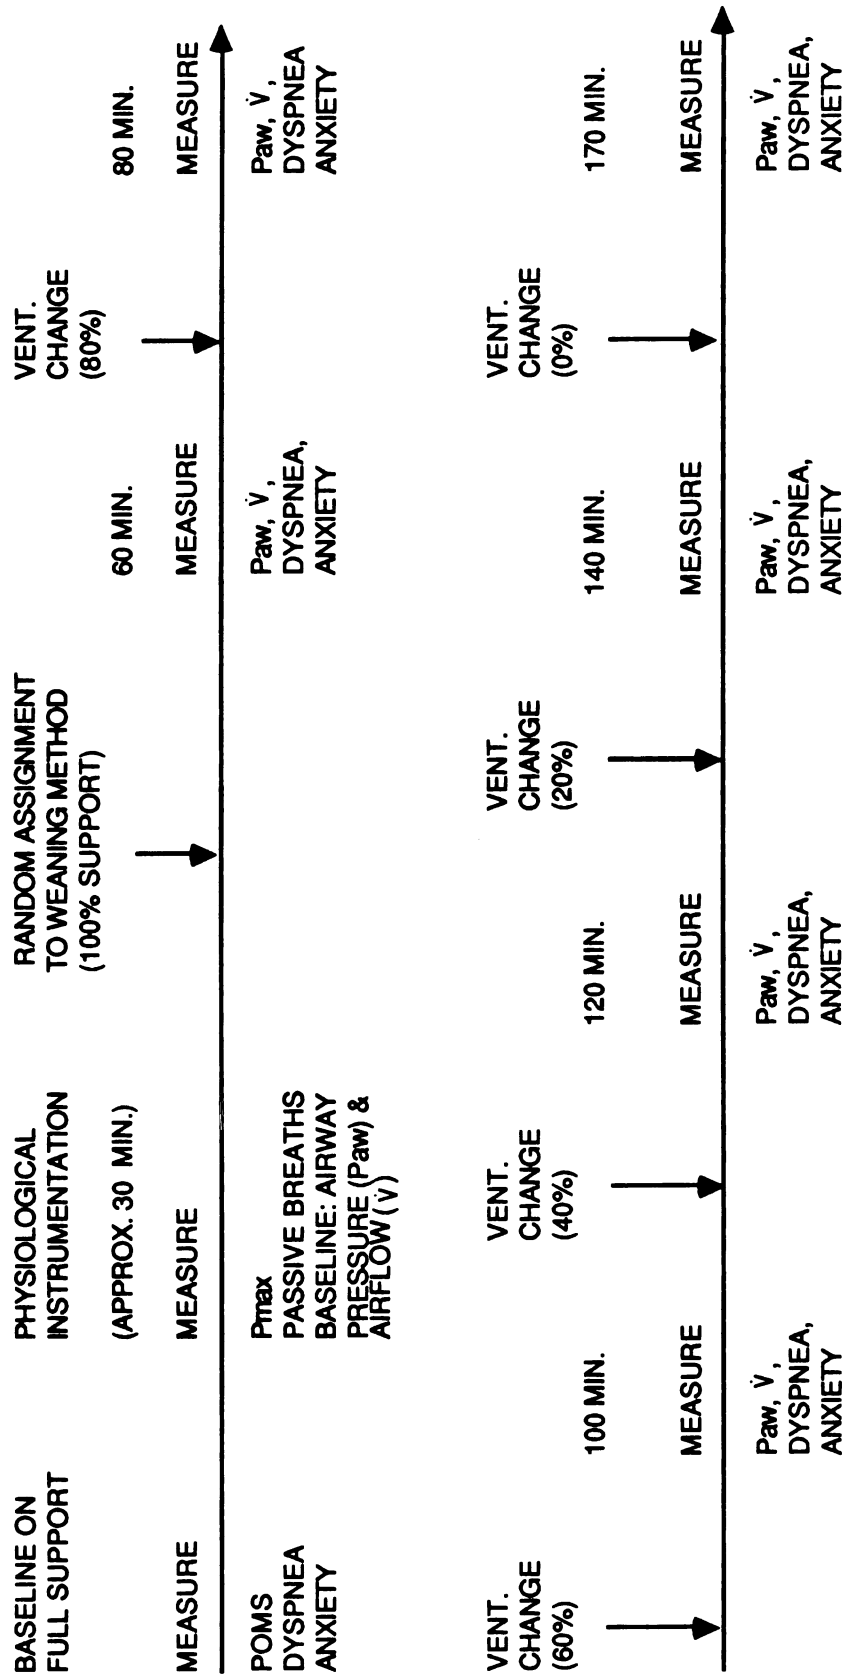 BASELINE ON
FULL SUPPORT
MEASURE
POMS
DYSPNEA
ANXIETY
PHYSIOLOGICAL
INSTRUMENTATION
(APPROX. 30 MIN.)
MEASURE
Pmax
PASSIVE BREATHS
BASELINE: AIRWAY
PRESSURE (Paw) &
AIRFLOW (V̇)
RANDOM ASSIGNMENT
TO WEANING METHOD
(100% SUPPORT)
60 MIN.
MEASURE
Paw, V̇,
DYSPNEA,
ANXIETY
VENT.
CHANGE
(80%)
80 MIN.
MEASURE
Paw, V̇,
DYSPNEA
ANXIETY
VENT.
CHANGE
(60%)
100 MIN.
MEASURE
Paw, V̇,
DYSPNEA,
ANXIETY
VENT.
CHANGE
(40%)
120 MIN.
MEASURE
Paw, V̇,
DYSPNEA,
ANXIETY
VENT.
CHANGE
(20%)
140 MIN.
MEASURE
Paw, V̇,
DYSPNEA,
ANXIETY
VENT.
CHANGE
(0%)
170 MIN.
MEASURE
Paw, V̇,
DYSPNEA,
ANXIETY